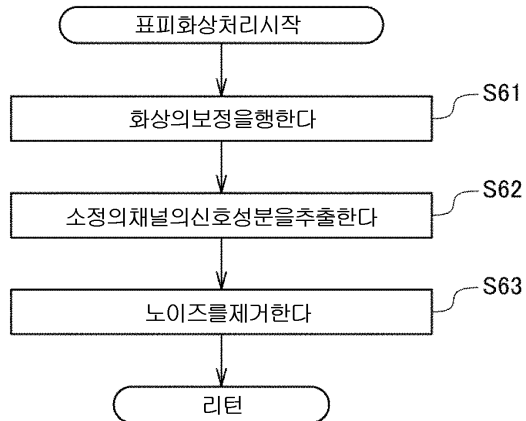 표피화상처리시작
화상의보정을행한다
S61
소정의채널의신호성분을추출한다
S62
노이즈를제거한다
S63
리턴